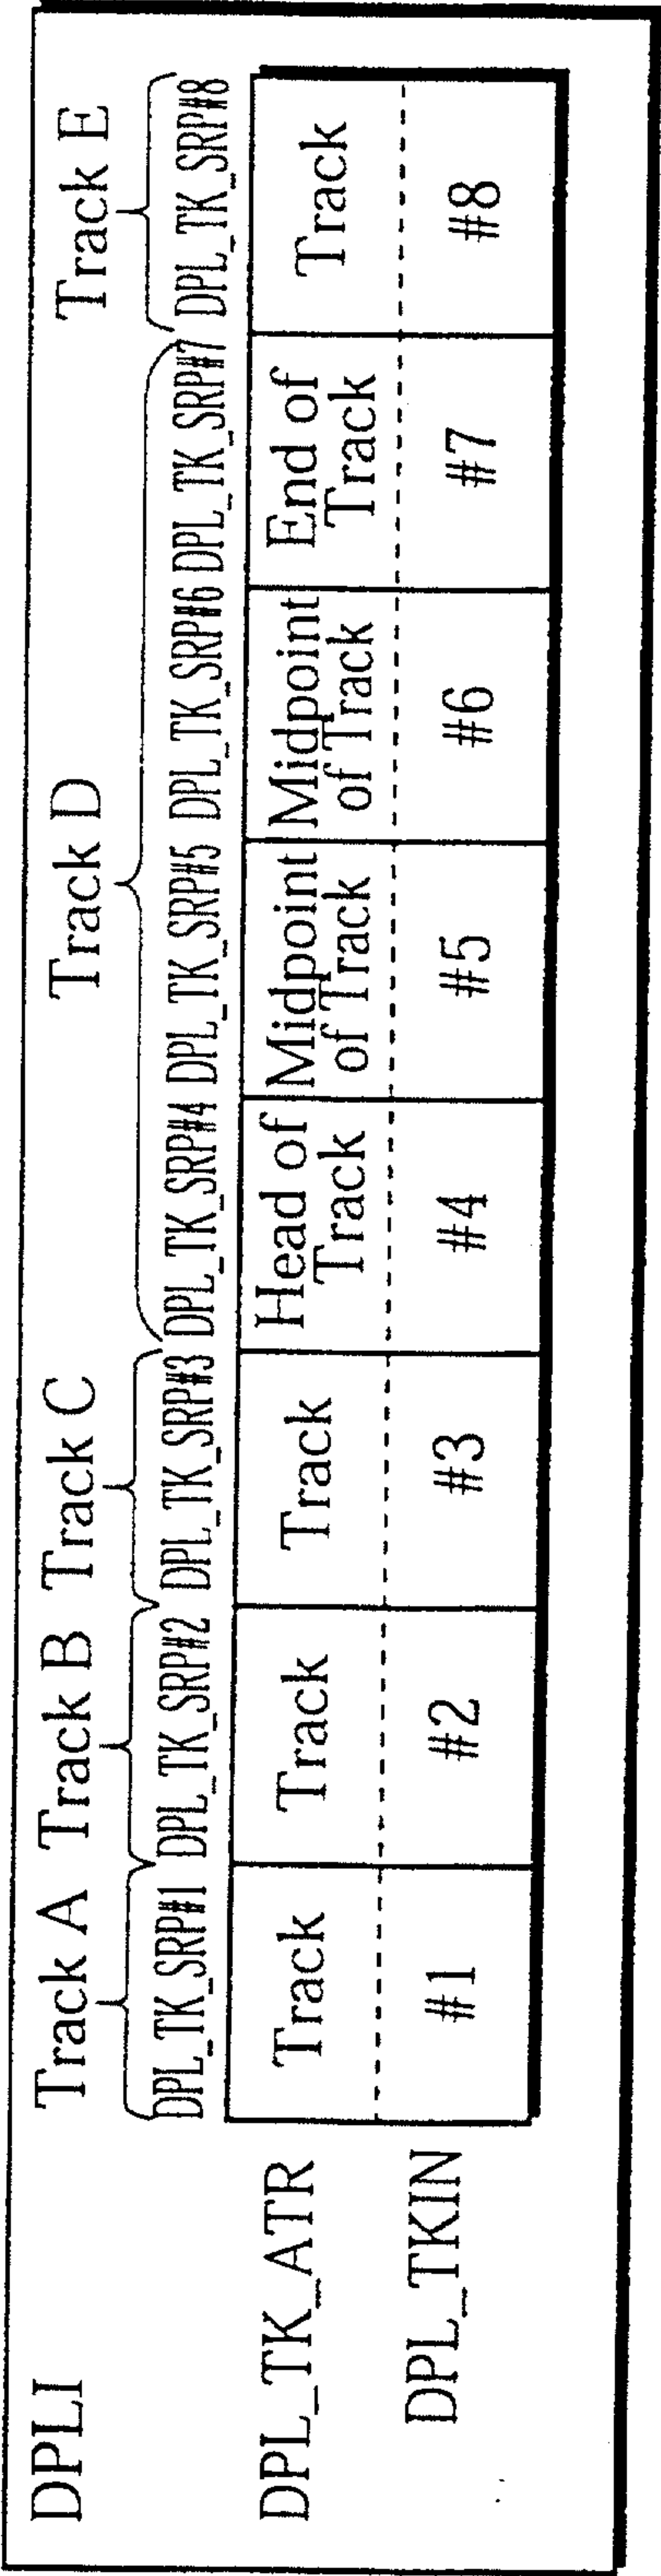 DPLI
Track A Track B Track C Track D Track E
DPL_TK_SRP#1 DPL_TK_SRP#2 DPL_TK_SRP#3 DPL_TK_SRP#4 DPL_TK_SRP#5 DPL_TK_SRP#6 DPL_TK_SRP#7 DPL_TK_SRP#8
DPL_TK_ATR Track Track Track Head of Track Midpoint of Track Midpoint of Track End of Track Track
DPL_TKIN #1 #2 #3 #4 #5 #6 #7 #8